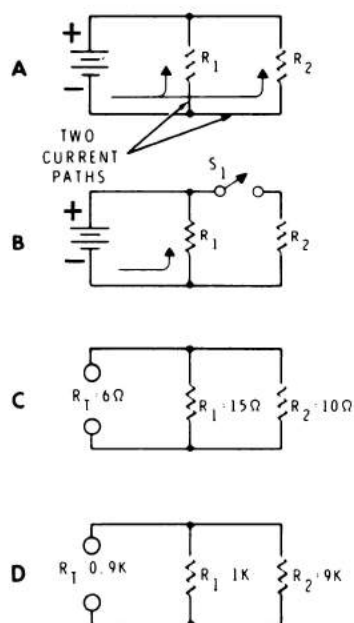 A
+
−
R1
R2
TWO
CURRENT
PATHS
B
+
−
S1
R1
R2
C
RT=6Ω
R1=15Ω
R2=10Ω
D
RT 0.9K
R1 1K
R2=9K